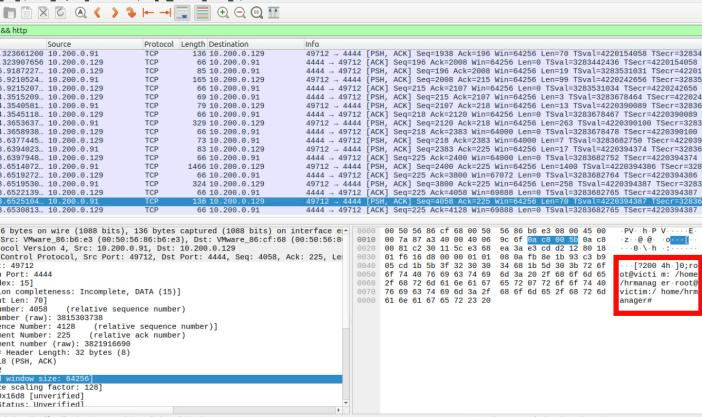 && http
Source Protocol Length Destination Info
.323661200 10.200.0.91 TCP 136 10.200.0.129 49712 → 4444 [PSH, ACK] Seq=1938 Ack=196 Win=64256 Len=70 TSval=4220154058 TSecr=32834
.323907656 10.200.0.129 TCP 66 10.200.0.91 4444 → 49712 [ACK] Seq=196 Ack=2008 Win=64256 Len=0 TSval=3283442436 TSecr=4220154058
6.9187227… 10.200.0.129 TCP 85 10.200.0.91 4444 → 49712 [PSH, ACK] Seq=196 Ack=2008 Win=64256 Len=19 TSval=3283531031 TSecr=42201
6.9210524… 10.200.0.91 TCP 165 10.200.0.129 49712 → 4444 [PSH, ACK] Seq=2008 Ack=215 Win=64256 Len=99 TSval=4220242656 TSecr=32835
6.9215207… 10.200.0.129 TCP 66 10.200.0.91 4444 → 49712 [ACK] Seq=215 Ack=2107 Win=64256 Len=0 TSval=3283531034 TSecr=4220242656
4.3515209… 10.200.0.129 TCP 69 10.200.0.91 4444 → 49712 [PSH, ACK] Seq=215 Ack=2107 Win=64256 Len=3 TSval=3283678464 TSecr=42202
4.3540581… 10.200.0.91 TCP 79 10.200.0.129 49712 → 4444 [PSH, ACK] Seq=2107 Ack=218 Win=64256 Len=13 TSval=4220390089 TSecr=32836
4.3545118… 10.200.0.129 TCP 66 10.200.0.91 4444 → 49712 [ACK] Seq=218 Ack=2120 Win=64256 Len=0 TSval=3283678467 TSecr=4220390089
4.3653637… 10.200.0.91 TCP 329 10.200.0.129 49712 → 4444 [PSH, ACK] Seq=2120 Ack=218 Win=64256 Len=263 TSval=4220390100 TSecr=3283
4.3658938… 10.200.0.129 TCP 66 10.200.0.91 4444 → 49712 [ACK] Seq=218 Ack=2383 Win=64000 Len=0 TSval=3283678478 TSecr=4220390100
8.6377445… 10.200.0.129 TCP 73 10.200.0.91 4444 → 49712 [PSH, ACK] Seq=218 Ack=2383 Win=64000 Len=7 TSval=3283682750 TSecr=42203
8.6394023… 10.200.0.91 TCP 83 10.200.0.129 49712 → 4444 [PSH, ACK] Seq=2383 Ack=225 Win=64256 Len=17 TSval=4220394374 TSecr=32836
8.6397948… 10.200.0.129 TCP 66 10.200.0.91 4444 → 49712 [ACK] Seq=225 Ack=2400 Win=64000 Len=0 TSval=3283682752 TSecr=4220394374
8.6514072… 10.200.0.91 TCP 1466 10.200.0.129 49712 → 4444 [PSH, ACK] Seq=2400 Ack=225 Win=64256 Len=1400 TSval=4220394386 TSecr=328
8.6519272… 10.200.0.129 TCP 66 10.200.0.91 4444 → 49712 [ACK] Seq=225 Ack=3800 Win=67072 Len=0 TSval=3283682764 TSecr=4220394386
8.6519530… 10.200.0.91 TCP 324 10.200.0.129 49712 → 4444 [PSH, ACK] Seq=3800 Ack=225 Win=64256 Len=258 TSval=4220394387 TSecr=3283
8.6522139… 10.200.0.129 TCP 66 10.200.0.91 4444 → 49712 [ACK] Seq=225 Ack=4058 Win=69888 Len=0 TSval=3283682764 TSecr=4220394387
8.6525104… 10.200.0.91 TCP 136 10.200.0.129 49712 → 4444 [PSH, ACK] Seq=4058 Ack=225 Win=64256 Len=70 TSval=4220394387 TSecr=32836
8.6530813… 10.200.0.129 TCP 66 10.200.0.91 4444 → 49712 [ACK] Seq=225 Ack=4128 Win=69888 Len=0 TSval=3283682765 TSecr=4220394387
6 bytes on wire (1088 bits), 136 bytes captured (1088 bits) on interface e
Src: VMware_86:b6:e3 (00:50:56:86:b6:e3), Dst: VMware_86:cf:68 (00:50:56:8
ocol Version 4, Src: 10.200.0.91, Dst: 10.200.0.129
Control Protocol, Src Port: 49712, Dst Port: 4444, Seq: 4058, Ack: 225, Len
: 49712
Port: 4444
dex: 15]
ion completeness: Incomplete, DATA (15)]
nt Len: 70]
umber: 4058 (relative sequence number)
umber (raw): 3815303738
ence Number: 4128 (relative sequence number)]
ment Number: 225 (relative ack number)
ment number (raw): 3821916690
= Header Length: 32 bytes (8)
18 (PSH, ACK)
d window size: 64256]
ze scaling factor: 128]
0x16d8 [unverified]
Status: Unverified]
0000 00 50 56 86 cf 68 00 50 56 86 b6 e3 08 00 45 00 ·PV··h·P V·····E·
0010 00 7a 87 a3 40 00 40 06 9c 6f 0a c8 00 5b 0a c8
0020 00 81 c2 30 11 5c e3 68 ea 3a e3 cd d2 12 80 18
0030 01 f6 16 d8 00 00 01 01 08 0a fb 8e 1b 93 c3 b9
0040 05 cd 1b 5b 3f 32 30 30 34 68 1b 5d 30 3b 72 6f ···[?200 4h·]0;ro
0050 6f 74 40 76 69 63 74 69 6d 3a 20 2f 68 6f 6d 65 ot@victi m: /home
0060 2f 68 72 6d 61 6e 61 67 65 72 07 72 6f 6f 74 40 /hrmanag er·root@
0070 76 69 63 74 69 6d 3a 2f 68 6f 6d 65 2f 68 72 6d victim:/ home/hrm
0080 61 6e 61 67 65 72 23 20 anager#